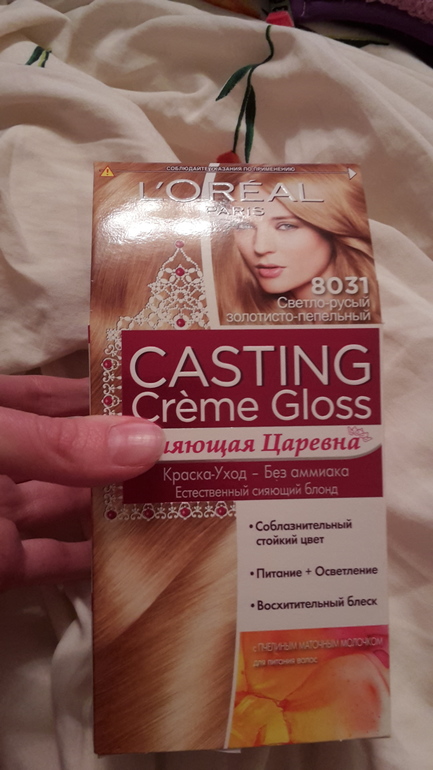 СОБЛЮДАЙТЕ УКАЗАНИЯ ПО ПРИМЕНЕНИЮ
L'ORÉAL
PARIS
8031
Светло-русый
золотисто-пепельный
CASTING
Crème Gloss
яющая Царевна
Краска-Уход – Без аммиака
Естественный сияющий блонд
• Соблазнительный
стойкий цвет
• Питание + Осветление
• Восхитительный блеск
С ПЧЕЛИНЫМ МАТОЧНЫМ МОЛОЧКОМ
для питания волос